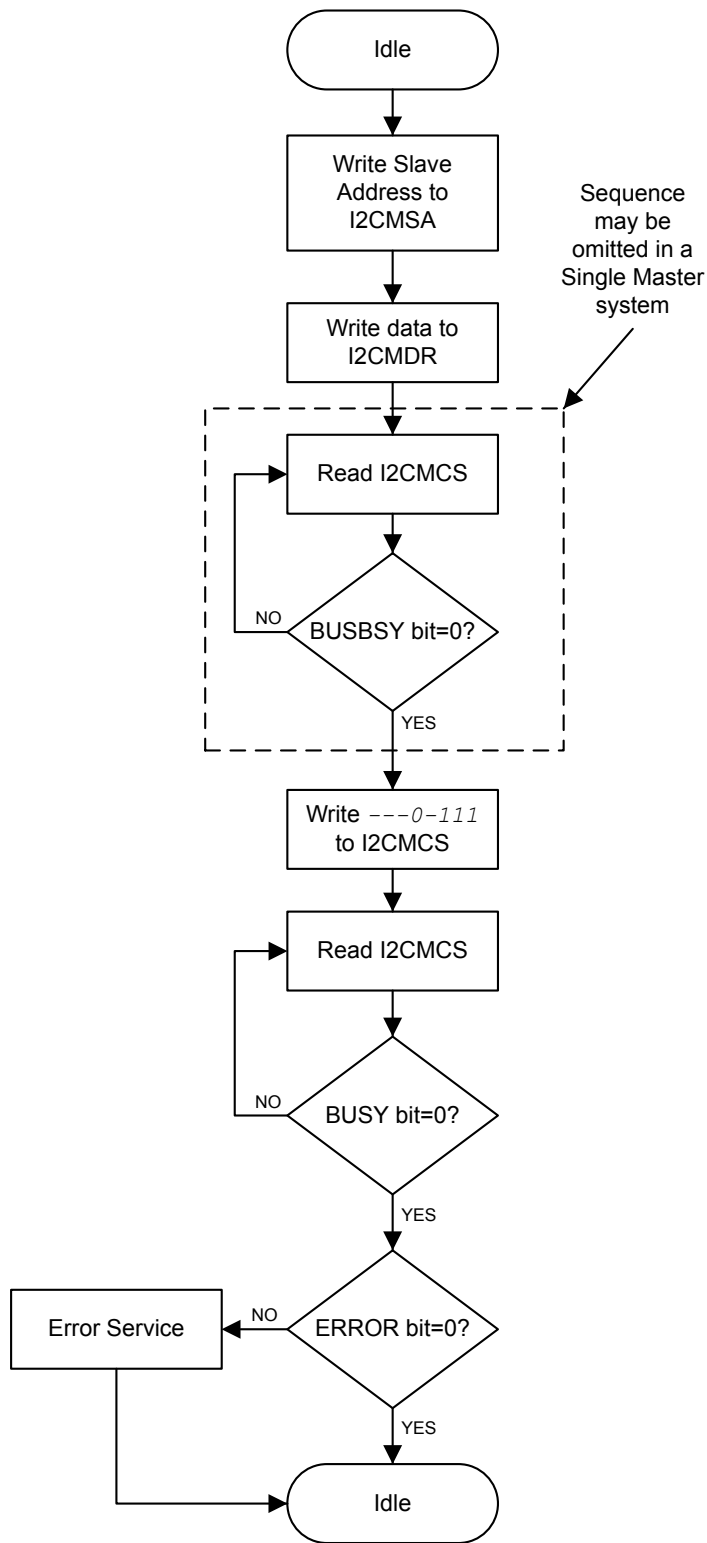 Idle
Write Slave
Address to
I2CMSA
Sequence
may be
omitted in a
Single Master
system
Write data to
I2CMDR
Read I2CMCS
NO
BUSBSY bit=0?
YES
Write ---0-111
to I2CMCS
Read I2CMCS
NO
BUSY bit=0?
YES
Error Service
NO
ERROR bit=0?
YES
Idle